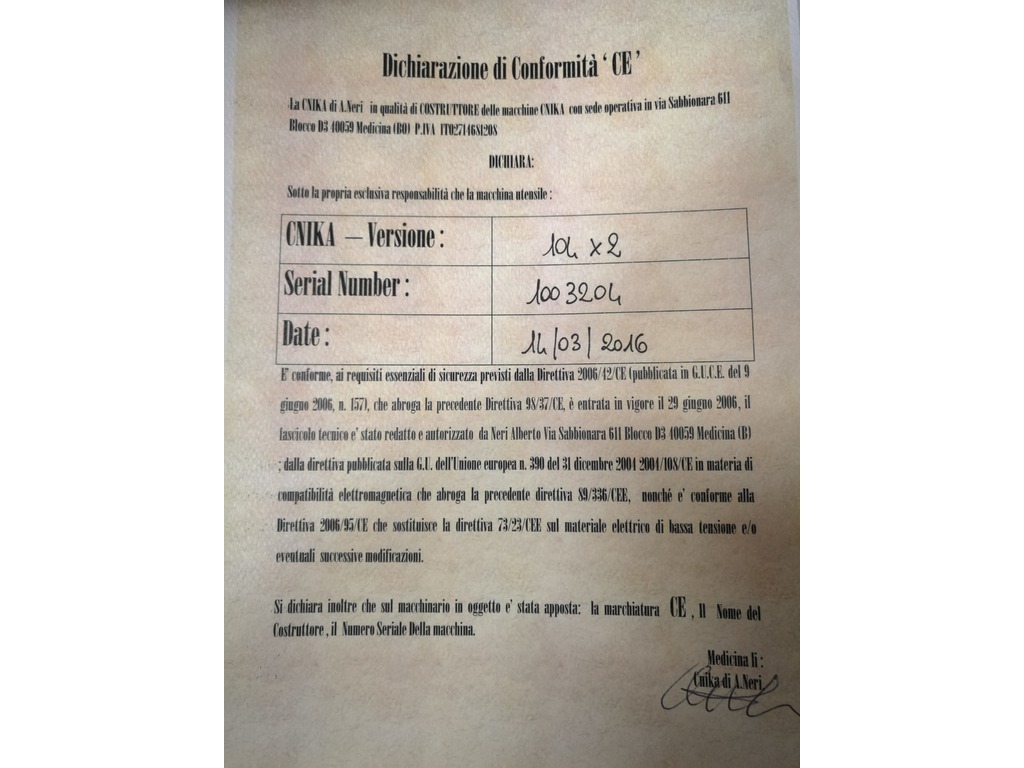 Dichiarazione di Conformità ‘ CE ’
La CNIKA di A.Neri in qualità di COSTRUTTORE delle macchine CNIKA con sede operativa in via Sabbionara 611
Blocco D3 40059 Medicina (BO) P.IVA IT02714681208
DICHIARA:
Sotto la propria esclusiva responsabilità che la macchina utensile :
CNIKA – Versione : 104 x 2
Serial Number : 1003204
Date : 14/03/2016
E’ conforme, ai requisiti essenziali di sicurezza previsti dalla Direttiva 2006/42/CE (pubblicata in G.U.C.E. del 9
giugno 2006, n. 157), che abroga la precedente Direttiva 98/37/CE, è entrata in vigore il 29 giugno 2006, il
fascicolo tecnico e’ stato redatto e autorizzato da Neri Alberto Via Sabbionara 611 Blocco D3 40059 Medicina (B)
; dalla direttiva pubblicata sulla G.U. dell’Unione europea n. 390 del 31 dicembre 2004 2004/108/CE in materia di
compatibilità elettromagnetica che abroga la precedente direttiva 89/336/CEE, nonché e’ conforme alla
Direttiva 2006/95/CE che sostituisce la direttiva 73/23/CEE sul materiale elettrico di bassa tensione e/o
eventuali successive modificazioni.
Si dichiara inoltre che sul macchinario in oggetto e’ stata apposta: la marchiatura CE , Il Nome del
Costruttore , il Numero Seriale Della macchina.
Medicina li :
Cnika di A.Neri